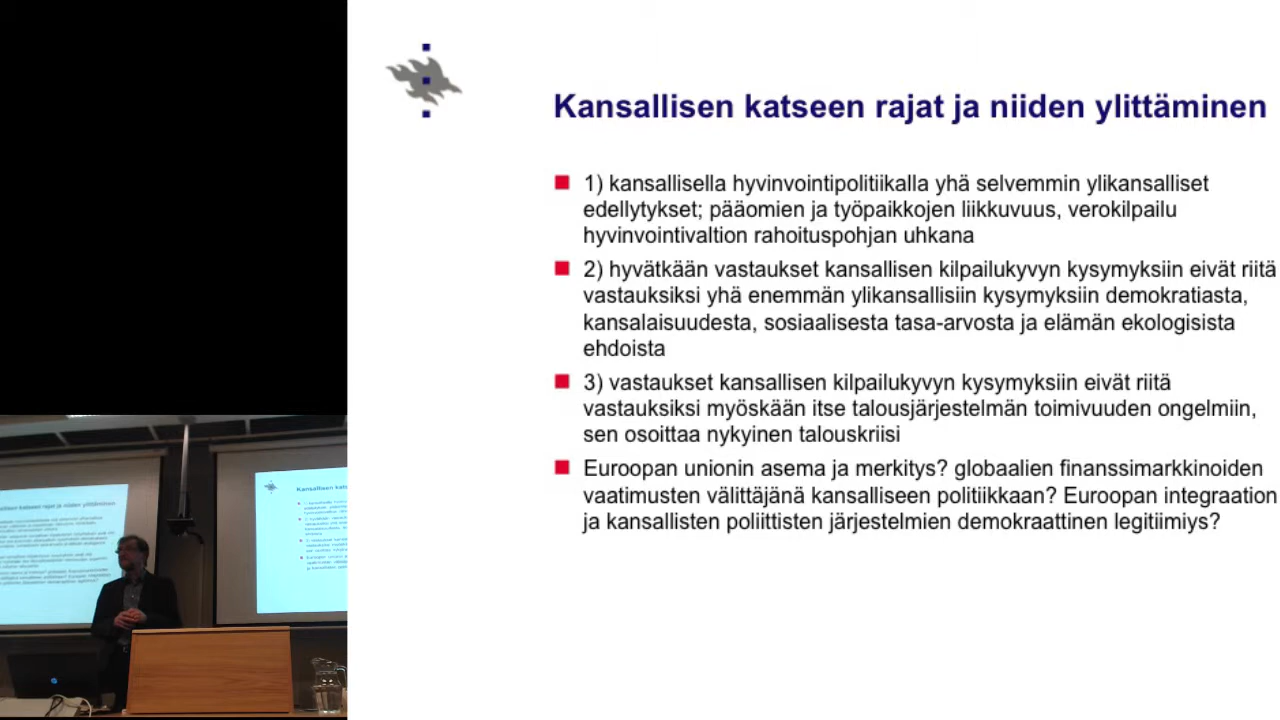 Kansallisen katseen rajat ja niiden ylittäminen
1) kansallisella hyvinvointipolitiikalla yhä selvemmin ylikansalliset
edellytykset; pääomien ja työpaikkojen liikkuvuus, verokilpailu
hyvinvointivaltion rahoituspohjan uhkana
2) hyvätkään vastaukset kansallisen kilpailukyvyn kysymyksiin eivät riitä
vastauksiksi yhä enemmän ylikansallisiin kysymyksiin demokratiasta,
kansalaisuudesta, sosiaalisesta tasa-arvosta ja elämän ekologisista
ehdoista
3) vastaukset kansallisen kilpailukyvyn kysymyksiin eivät riitä
vastauksiksi myöskään itse talousjärjestelmän toimivuuden ongelmiin,
sen osoittaa nykyinen talouskriisi
Euroopan unionin asema ja merkitys? globaalien finanssimarkkinoiden
vaatimusten välittäjänä kansalliseen politiikkaan? Euroopan integraation
ja kansallisten poliittisten järjestelmien demokraattinen legitiimiys?